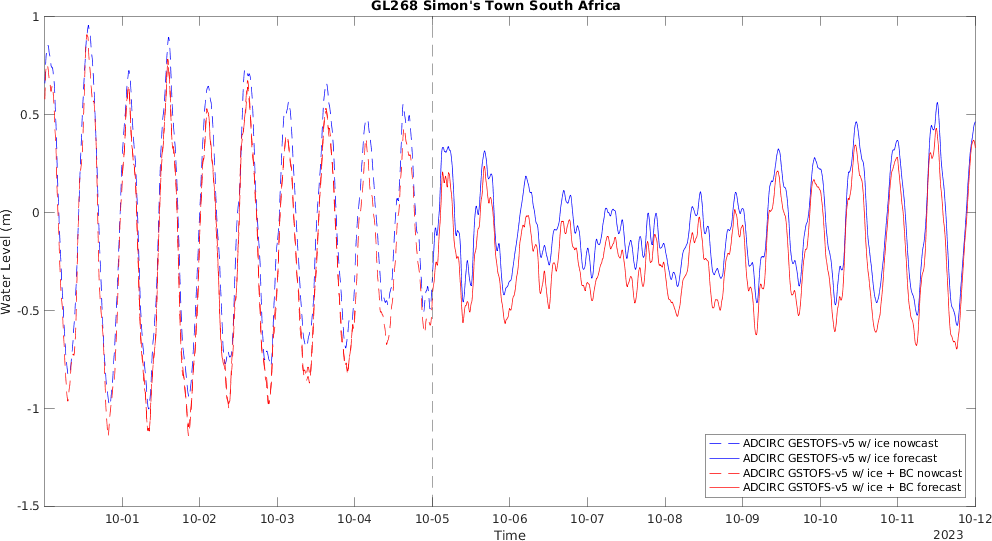 GL268 Simon's Town South Africa
1
0.5
0
-0.5
-1
-1.5
Water Level (m)
10-01 10-02 10-03 10-04 10-05 10-06 10-07 10-08 10-09 10-10 10-11 10-12
Time
2023
ADCIRC GESTOFS-v5 w/ ice nowcast
ADCIRC GESTOFS-v5 w/ ice forecast
ADCIRC GSTOFS-v5 w/ ice + BC nowcast
ADCIRC GSTOFS-v5 w/ ice + BC forecast